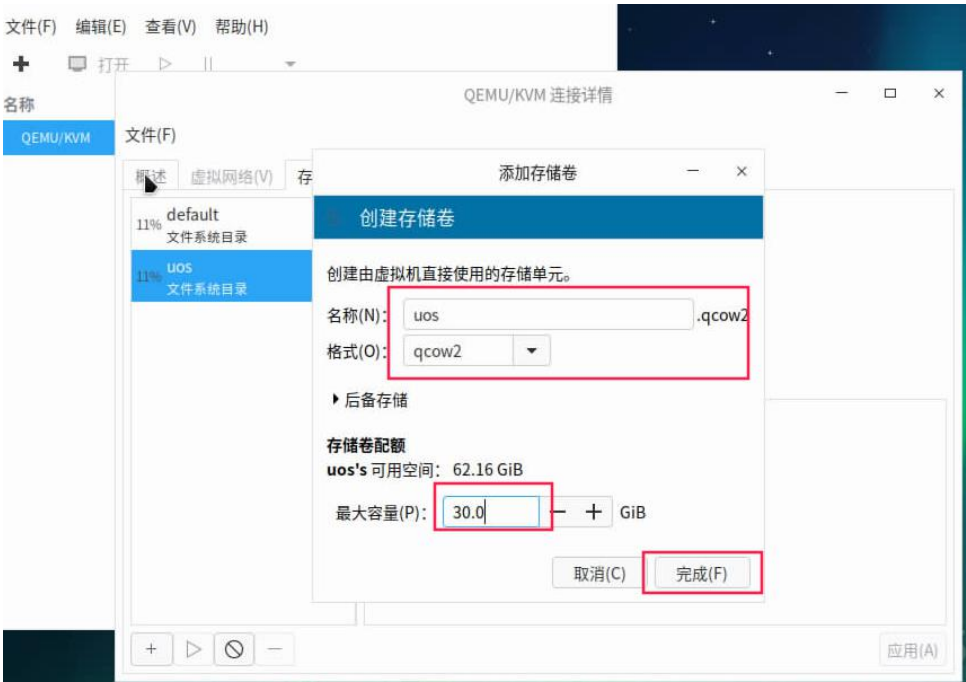 文件(F) 编辑(E) 查看(V) 帮助(H)
打开
名称
QEMU/KVM
QEMU/KVM 连接详情
文件(F)
概述 虚拟网络(V) 存
11% default
文件系统目录
11% uos
文件系统目录
添加存储卷
创建存储卷
创建由虚拟机直接使用的存储单元。
名称(N): uos .qcow2
格式(O): qcow2
后备存储
存储卷配额
uos's 可用空间: 62.16 GiB
最大容量(P): 30.0 GiB
取消(C) 完成(F)
应用(A)